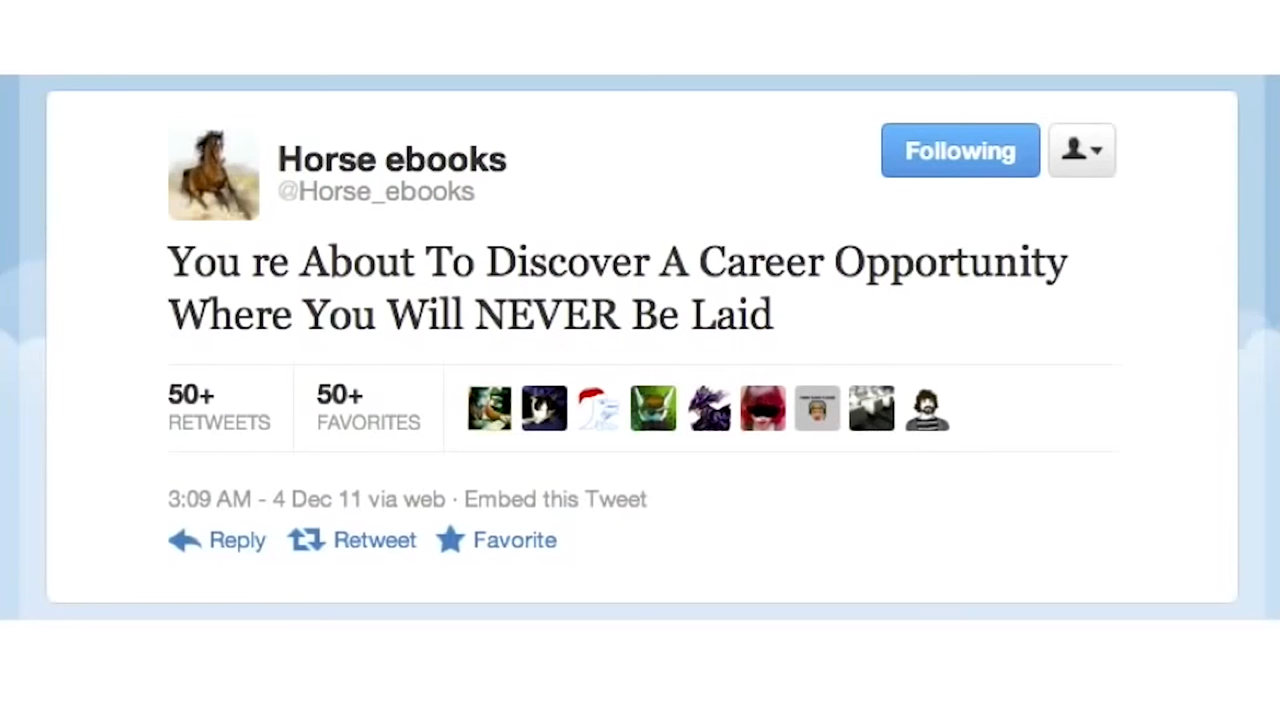 Horse ebooks
@Horse_ebooks
Following
You re About To Discover A Career Opportunity
Where You Will NEVER Be Laid
50+
RETWEETS
50+
FAVORITES
3:09 AM - 4 Dec 11 via web · Embed this Tweet
Reply Retweet Favorite